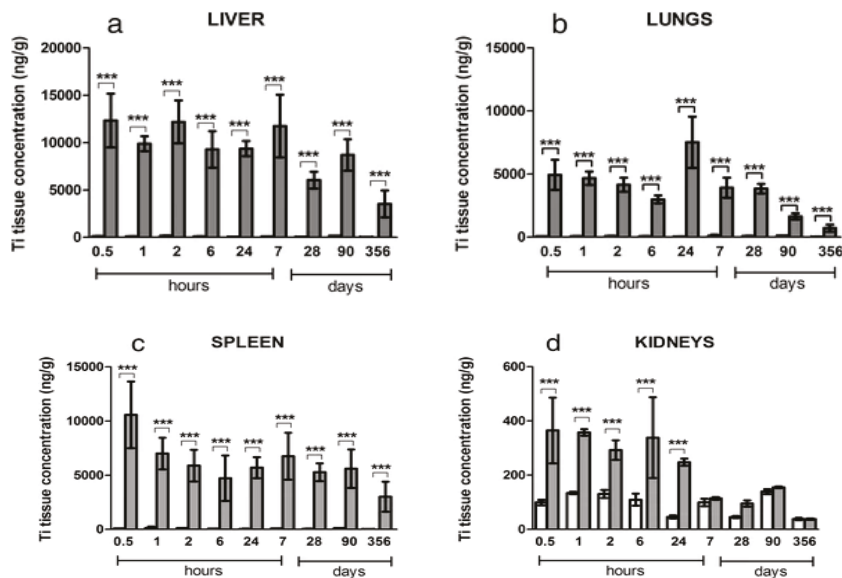 a LIVER
Ti tissue concentration (ng/g)
20000
15000
10000
5000
0
*** *** *** *** *** *** *** *** ***
0.5 1 2 6 24 7 28 90 356
hours days
b LUNGS
Ti tissue concentration (ng/g)
15000
10000
5000
0
*** *** *** *** *** *** *** *** ***
0.5 1 2 6 24 7 28 90 356
hours days
c SPLEEN
Ti tissue concentration (ng/g)
15000
10000
5000
0
*** *** *** *** *** *** *** *** ***
0.5 1 2 6 24 7 28 90 356
hours days
d KIDNEYS
Ti tissue concentration (ng/g)
600
400
200
0
*** *** *** *** ***
0.5 1 2 6 24 7 28 90 356
hours days